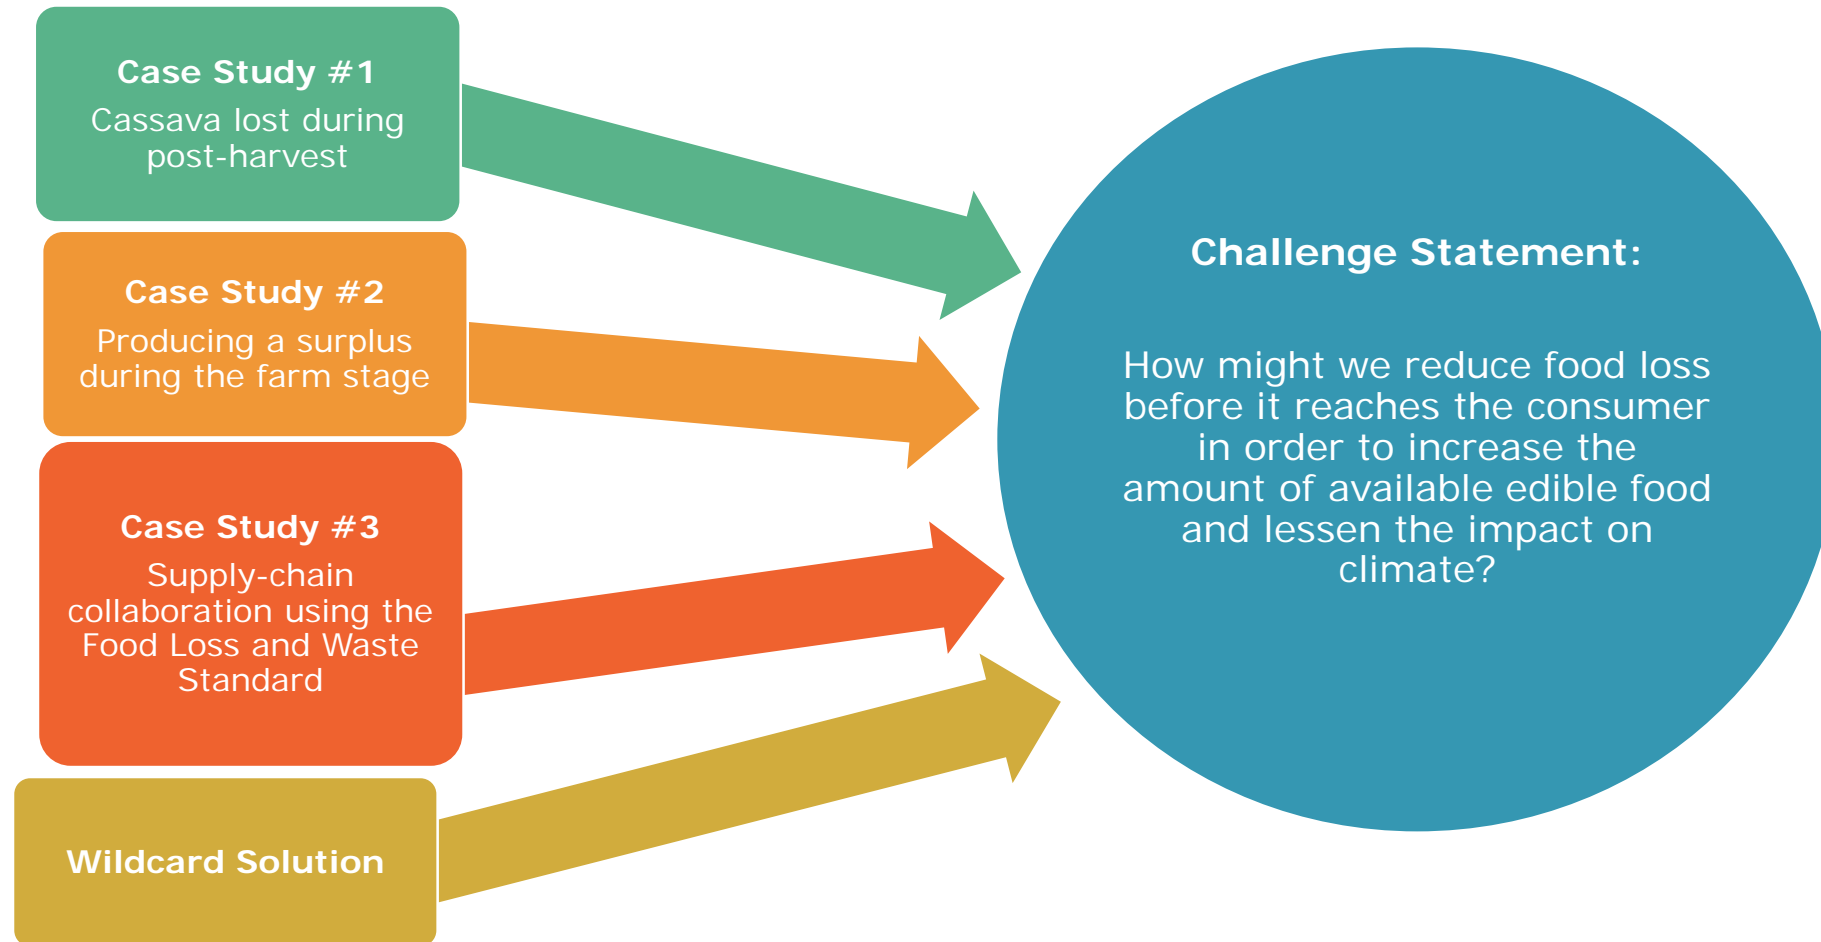 Case Study #1
Cassava lost during
post-harvest
Case Study #2
Producing a surplus
during the farm stage
Case Study #3
Supply-chain
collaboration using the
Food Loss and Waste
Standard
Wildcard Solution
Challenge Statement:
How might we reduce food loss
before it reaches the consumer
in order to increase the
amount of available edible food
and lessen the impact on
climate?